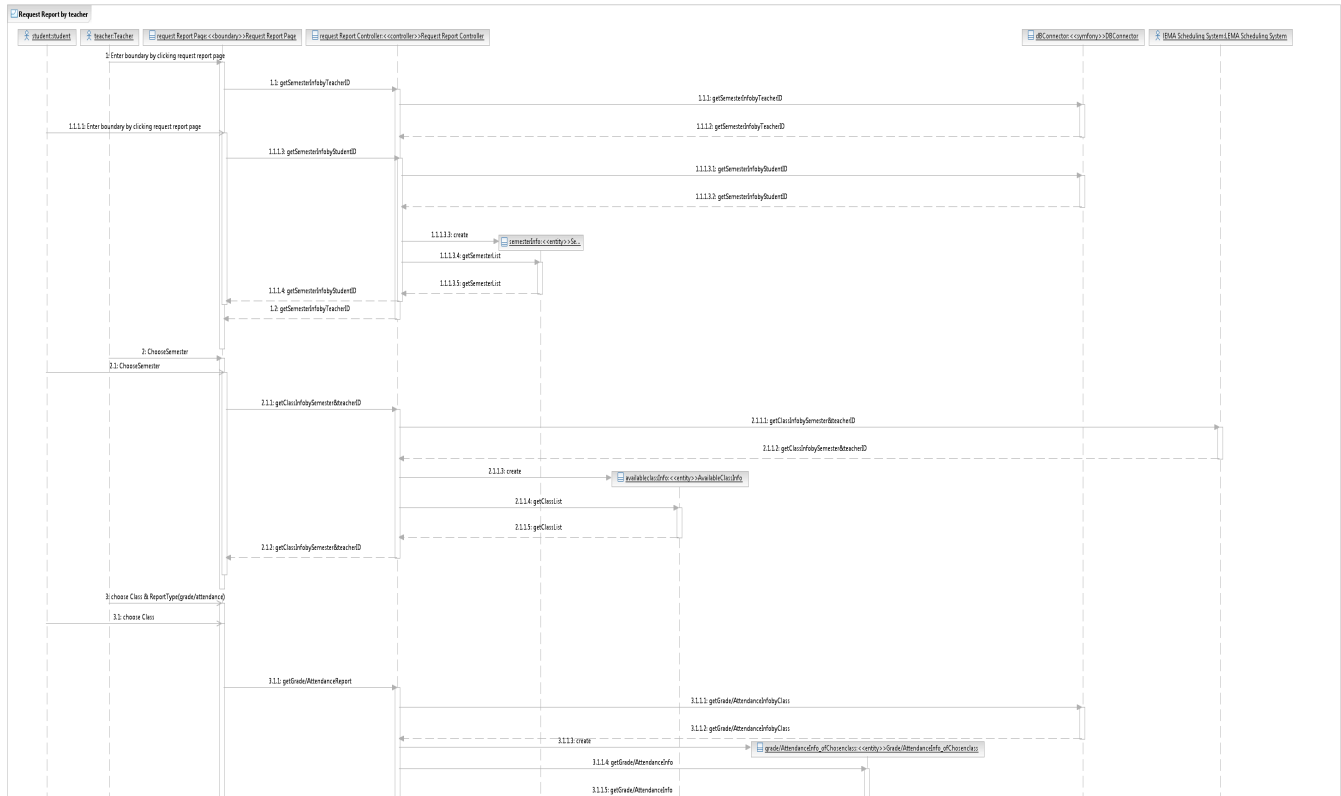 Request Report by teacher
student:student
teacher:Teacher
request Report Page:<<boundary>>Request Report Page
request Report Controller:<<controller>>Request Report Controller
dBConnector:<<symfony>>DBConnector
LEMA Scheduling System:LEMA Scheduling System
1: Enter boundary by clicking request report page
1.1: getSemesterInfobyTeacherID
1.1.1: getSemesterInfobyTeacherID
1.1.1.1: Enter boundary by clicking request report page
1.1.1.2: getSemesterInfobyTeacherID
1.1.1.3: getSemesterInfobyStudentID
1.1.1.3.1: getSemesterInfobyStudentID
1.1.1.3.2: getSemesterInfobyStudentID
1.1.1.3.3: create
semesterInfo:<<entity>>Se...
1.1.1.3.4: getSemesterList
1.1.1.3.5: getSemesterList
1.1.1.4: getSemesterInfobyStudentID
1.2: getSemesterInfobyTeacherID
2: ChooseSemester
2.1: ChooseSemester
2.1.1: getClassInfobySemester&teacherID
2.1.1.1: getClassInfobySemester&teacherID
2.1.1.2: getClassInfobySemester&teacherID
2.1.1.3: create
availableclassInfo:<<entity>>AvailableClassInfo
2.1.1.4: getClassList
2.1.1.5: getClassList
2.1.2: getClassInfobySemester&teacherID
3: choose Class & ReportType(grade/attendance)
3.1: choose Class
3.1.1: getGrade/AttendanceReport
3.1.1.1: getGrade/AttendanceInfobyClass
3.1.1.2: getGrade/AttendanceInfobyClass
3.1.1.3: create
grade/AttendanceInfo_ofChosenclass:<<entity>>Grade/AttendanceInfo_ofChosenclass
3.1.1.4: getGrade/AttendanceInfo
3.1.1.5: getGrade/AttendanceInfo